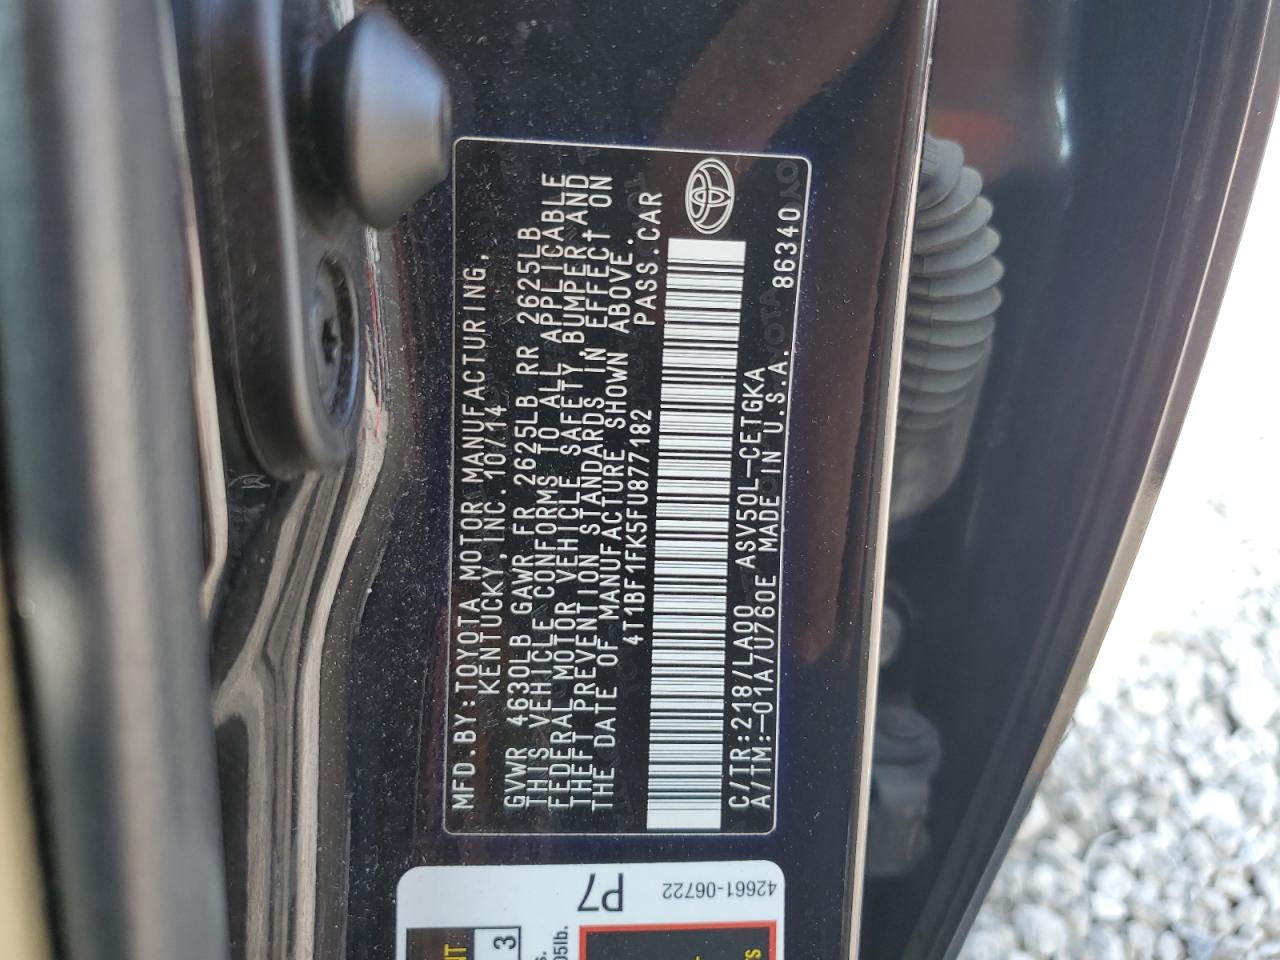 MFD.BY:TOYOTA MOTOR MANUFACTURING,
KENTUCKY,INC.10/14
GVWR 4630LB GAWR FR 2625LB RR 2625LB
THIS VEHICLE CONFORMS TO ALL APPLICABLE
FEDERAL MOTOR VEHICLE SAFETY,BUMPER,AND
THEFT PREVENTION STANDARDS IN EFFECT ON
THE DATE OF MANUFACTURE SHOWN ABOVE.
4T1BF1FK5FU877182 PASS.CAR
C/TR:218/LA00 ASV50L-CETGKA
A/TM:-01A/U760E MADE IN U.S.A. 86340
P7
42661-06722
3